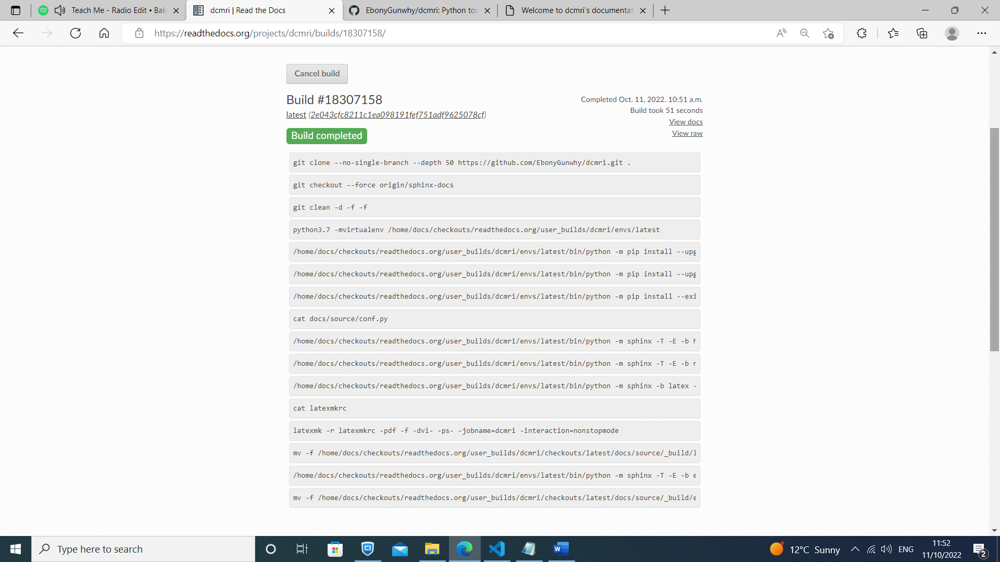 Teach Me - Radio Edit • Bak
dcmri | Read the Docs
EbonyGunwhy/dcmri: Python too
Welcome to dcmri's documentat
https://readthedocs.org/projects/dcmri/builds/18307158/
Cancel build
Build #18307158
Completed Oct. 11, 2022. 10:51 a.m.
latest (2e043cfc8211c1ea098191fef751adf9625078cf)
Build took 51 seconds
View docs
Build completed
View raw
git clone --no-single-branch --depth 50 https://github.com/EbonyGunwhy/dcmri.git .
git checkout --force origin/sphinx-docs
git clean -d -f -f
python3.7 -mvirtualenv /home/docs/checkouts/readthedocs.org/user_builds/dcmri/envs/latest
/home/docs/checkouts/readthedocs.org/user_builds/dcmri/envs/latest/bin/python -m pip install --upg
/home/docs/checkouts/readthedocs.org/user_builds/dcmri/envs/latest/bin/python -m pip install --upg
/home/docs/checkouts/readthedocs.org/user_builds/dcmri/envs/latest/bin/python -m pip install --exi
cat docs/source/conf.py
/home/docs/checkouts/readthedocs.org/user_builds/dcmri/envs/latest/bin/python -m sphinx -T -E -b h
/home/docs/checkouts/readthedocs.org/user_builds/dcmri/envs/latest/bin/python -m sphinx -T -E -b r
/home/docs/checkouts/readthedocs.org/user_builds/dcmri/envs/latest/bin/python -m sphinx -b latex -
cat latexmkrc
latexmk -r latexmkrc -pdf -f -dvi- -ps- -jobname=dcmri -interaction=nonstopmode
mv -f /home/docs/checkouts/readthedocs.org/user_builds/dcmri/checkouts/latest/docs/source/_build/l
/home/docs/checkouts/readthedocs.org/user_builds/dcmri/envs/latest/bin/python -m sphinx -T -E -b e
mv -f /home/docs/checkouts/readthedocs.org/user_builds/dcmri/checkouts/latest/docs/source/_build/e
Type here to search
12°C Sunny
ENG
11:52
11/10/2022
2